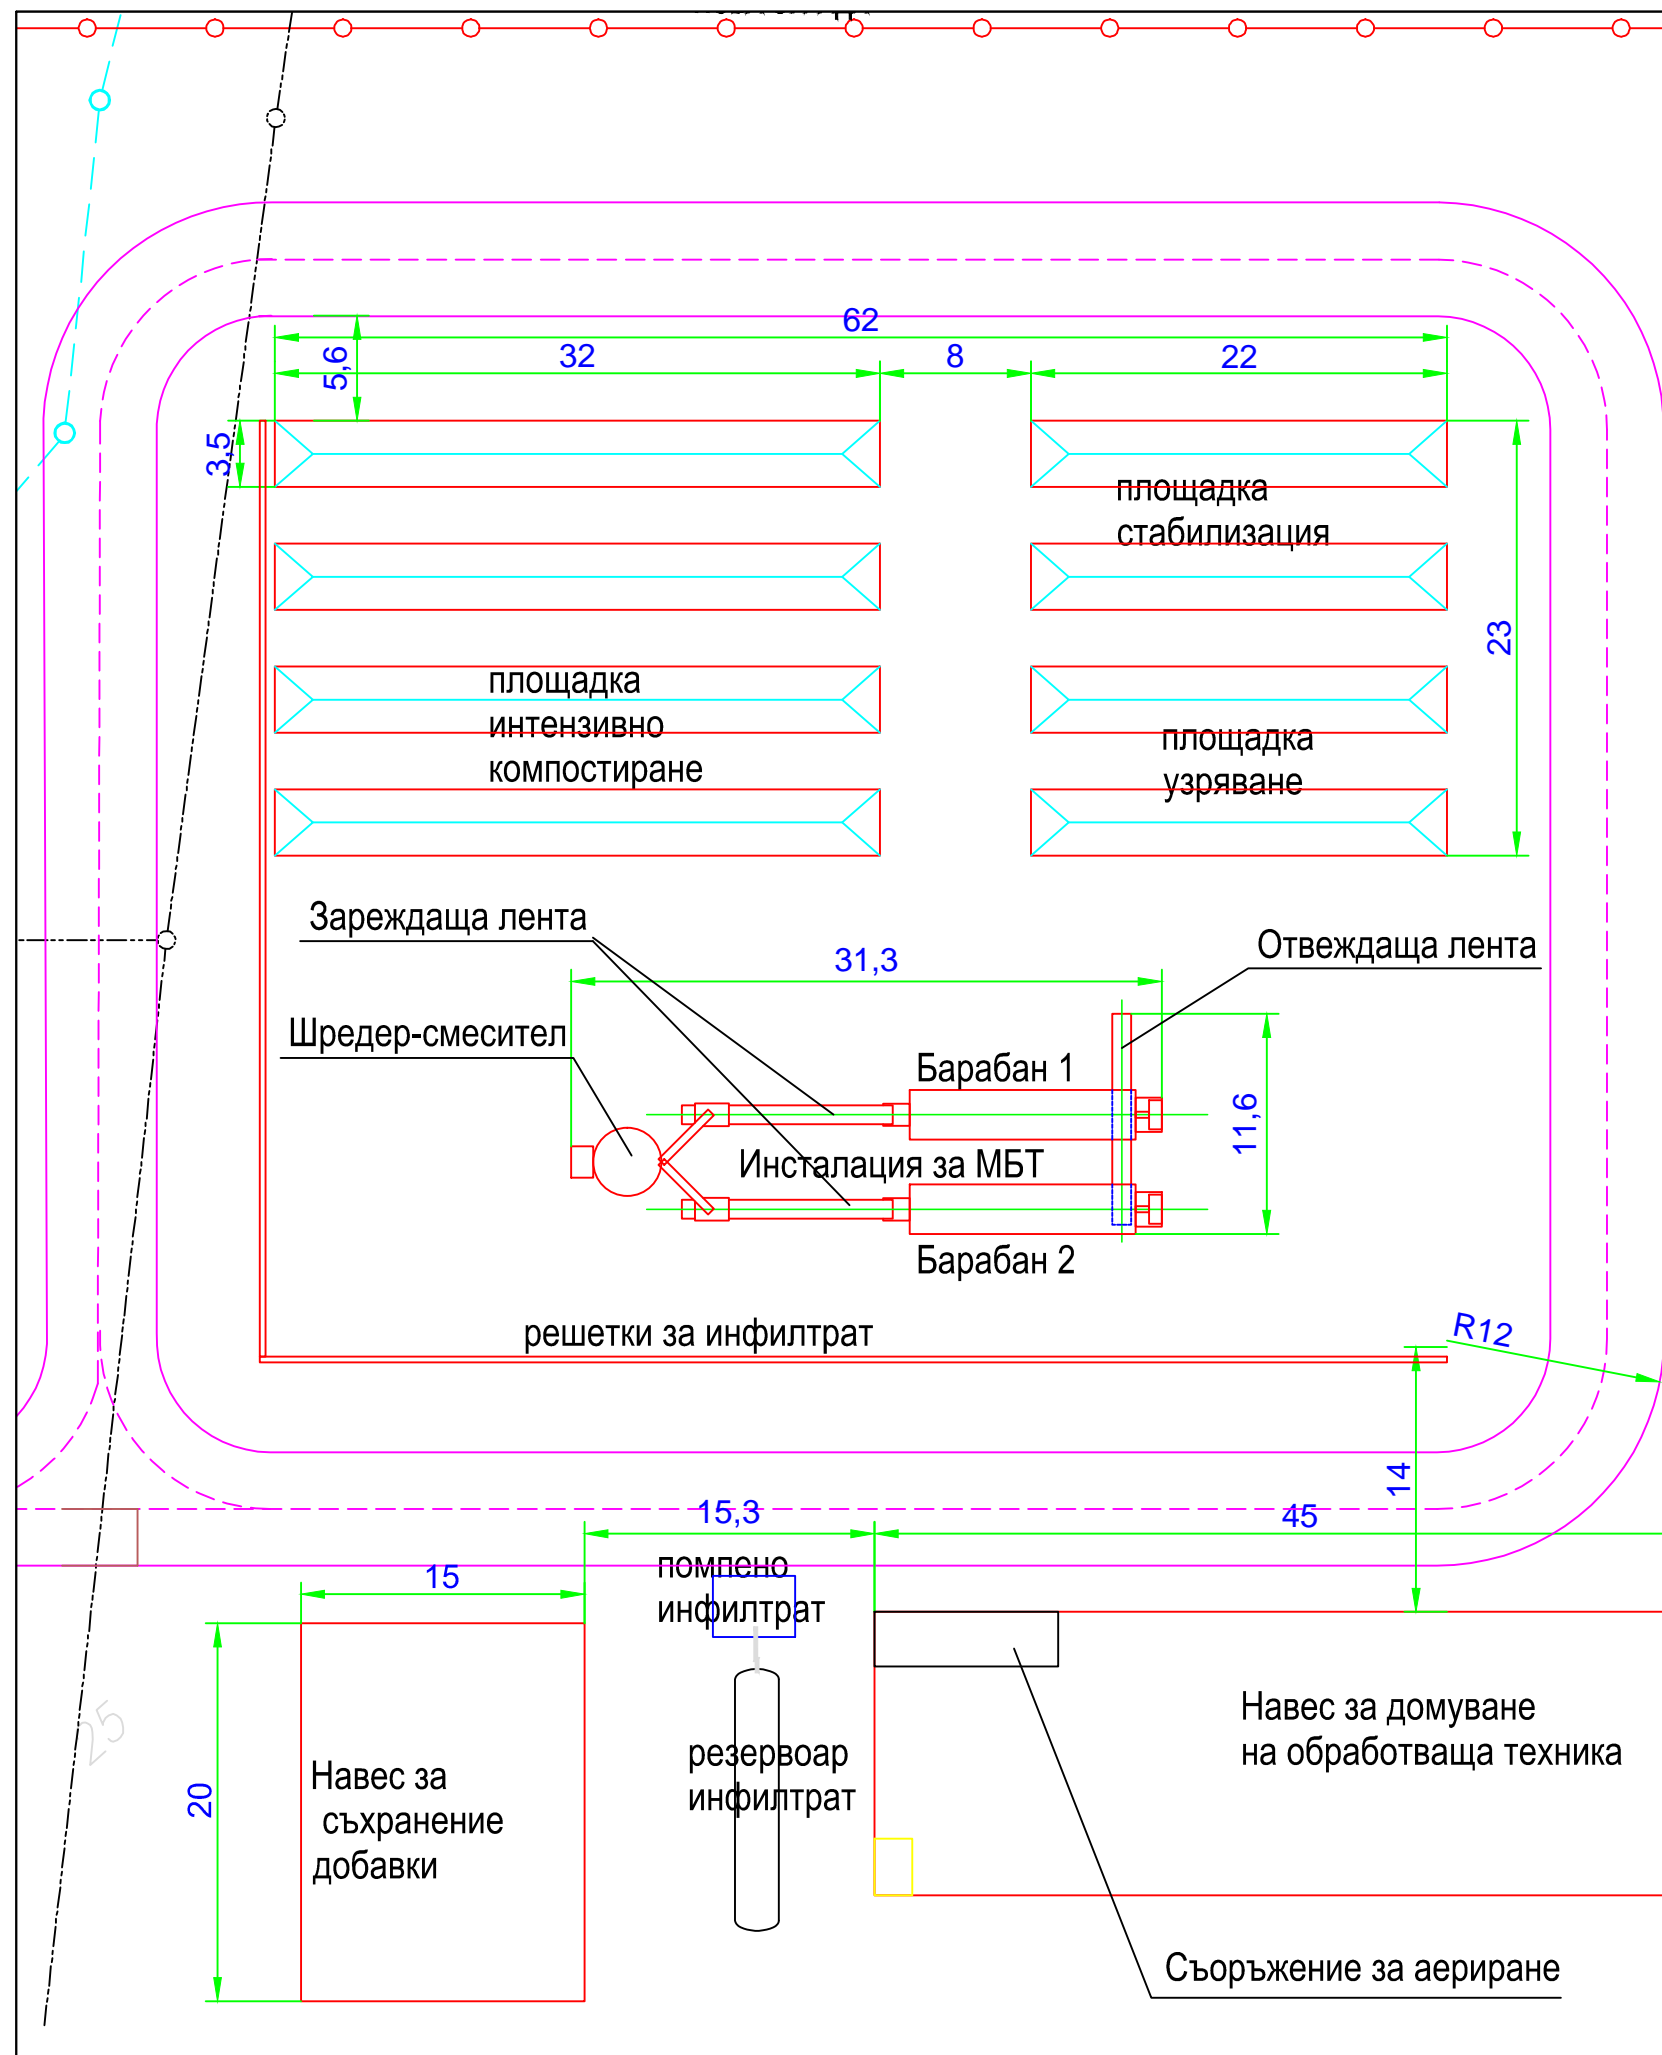 62
32
8
22
5,6
3,5
площадка
стабилизация
23
площадка
интензивно
компостиране
площадка
узряване
Зареждаща лента
Отвеждаща лента
31,3
Шредер-смесител
Барабан 1
11,6
Инсталация за МБТ
Барабан 2
решетки за инфилтрат
R12
14
15,3
45
помпено
инфилтрат
15
20
25
Навес за
съхранение
добавки
резервоар
инфилтрат
Навес за домуване
на обработваща техника
Съоръжение за аериране